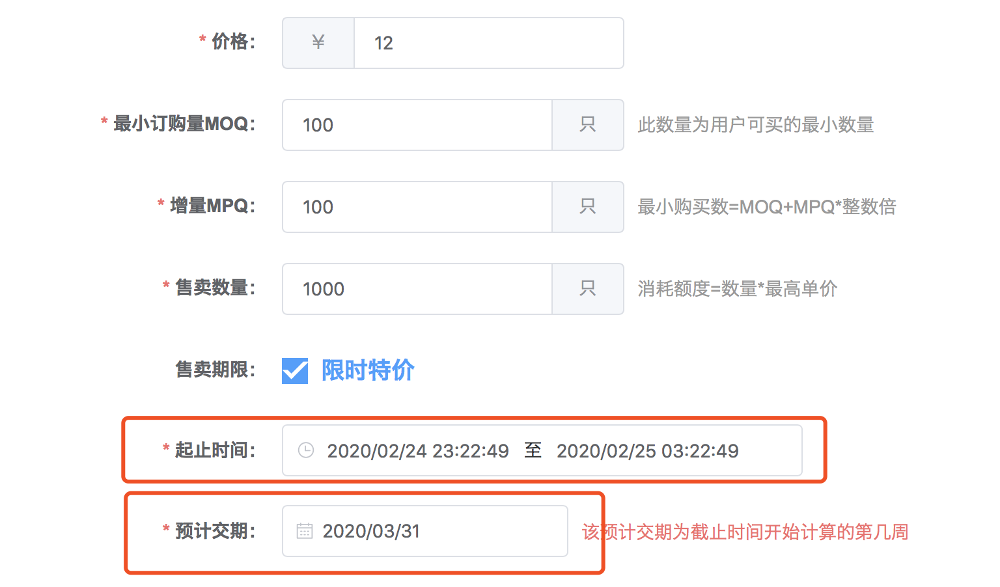 * 价格： ￥ 12
* 最小订购量MOQ： 100 只 此数量为用户可买的最小数量
* 增量MPQ： 100 只 最小购买数=MOQ+MPQ*整数倍
* 售卖数量： 1000 只 消耗额度=数量*最高单价
售卖期限： 限时特价
* 起止时间： 2020/02/24 23:22:49 至 2020/02/25 03:22:49
* 预计交期： 2020/03/31 该预计交期为截止时间开始计算的第几周